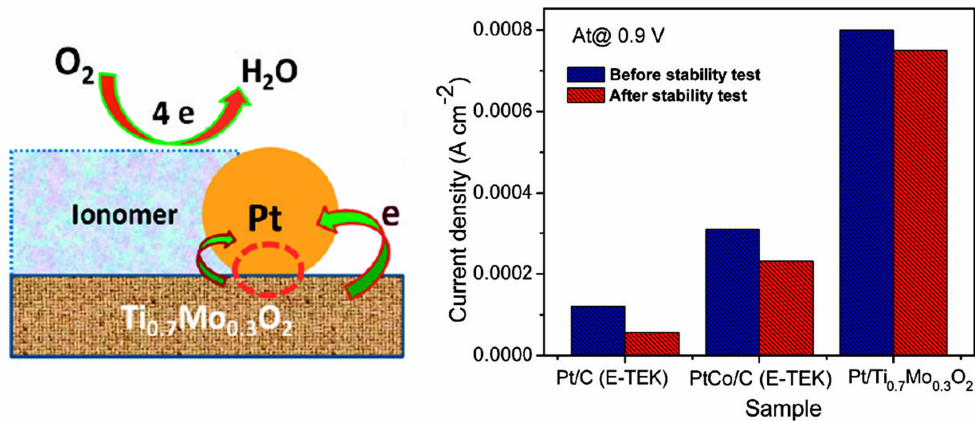 O₂
H₂O
4 e
Ionomer
Pt
e
Ti₀.₇Mo₀.₃O₂
At@ 0.9 V
Before stability test
After stability test
Current density (A cm⁻²)
0.0008
0.0006
0.0004
0.0002
0.0000
Pt/C (E-TEK)
PtCo/C (E-TEK)
Pt/Ti₀.₇Mo₀.₃O₂
Sample